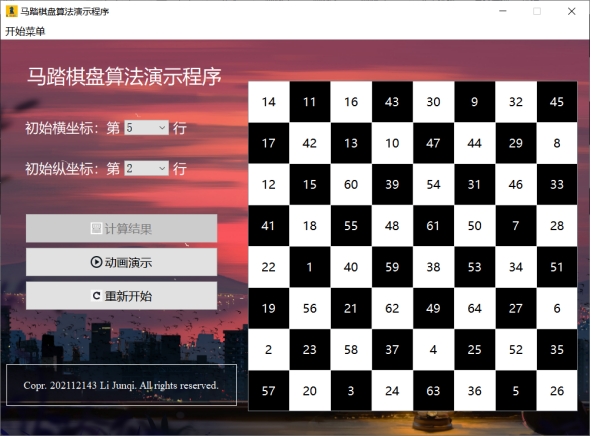 马踏棋盘算法演示程序
开始菜单
马踏棋盘算法演示程序
初始横坐标：第 5 行
初始纵坐标：第 2 行
计算结果
动画演示
重新开始
Copr. 202112143 Li Junqi. All rights reserved.
14 11 16 43 30 9 32 45
17 42 13 10 47 44 29 8
12 15 60 39 54 31 46 33
41 18 55 48 61 50 7 28
22 1 40 59 38 53 34 51
19 56 21 62 49 64 27 6
2 23 58 37 4 25 52 35
57 20 3 24 63 36 5 26